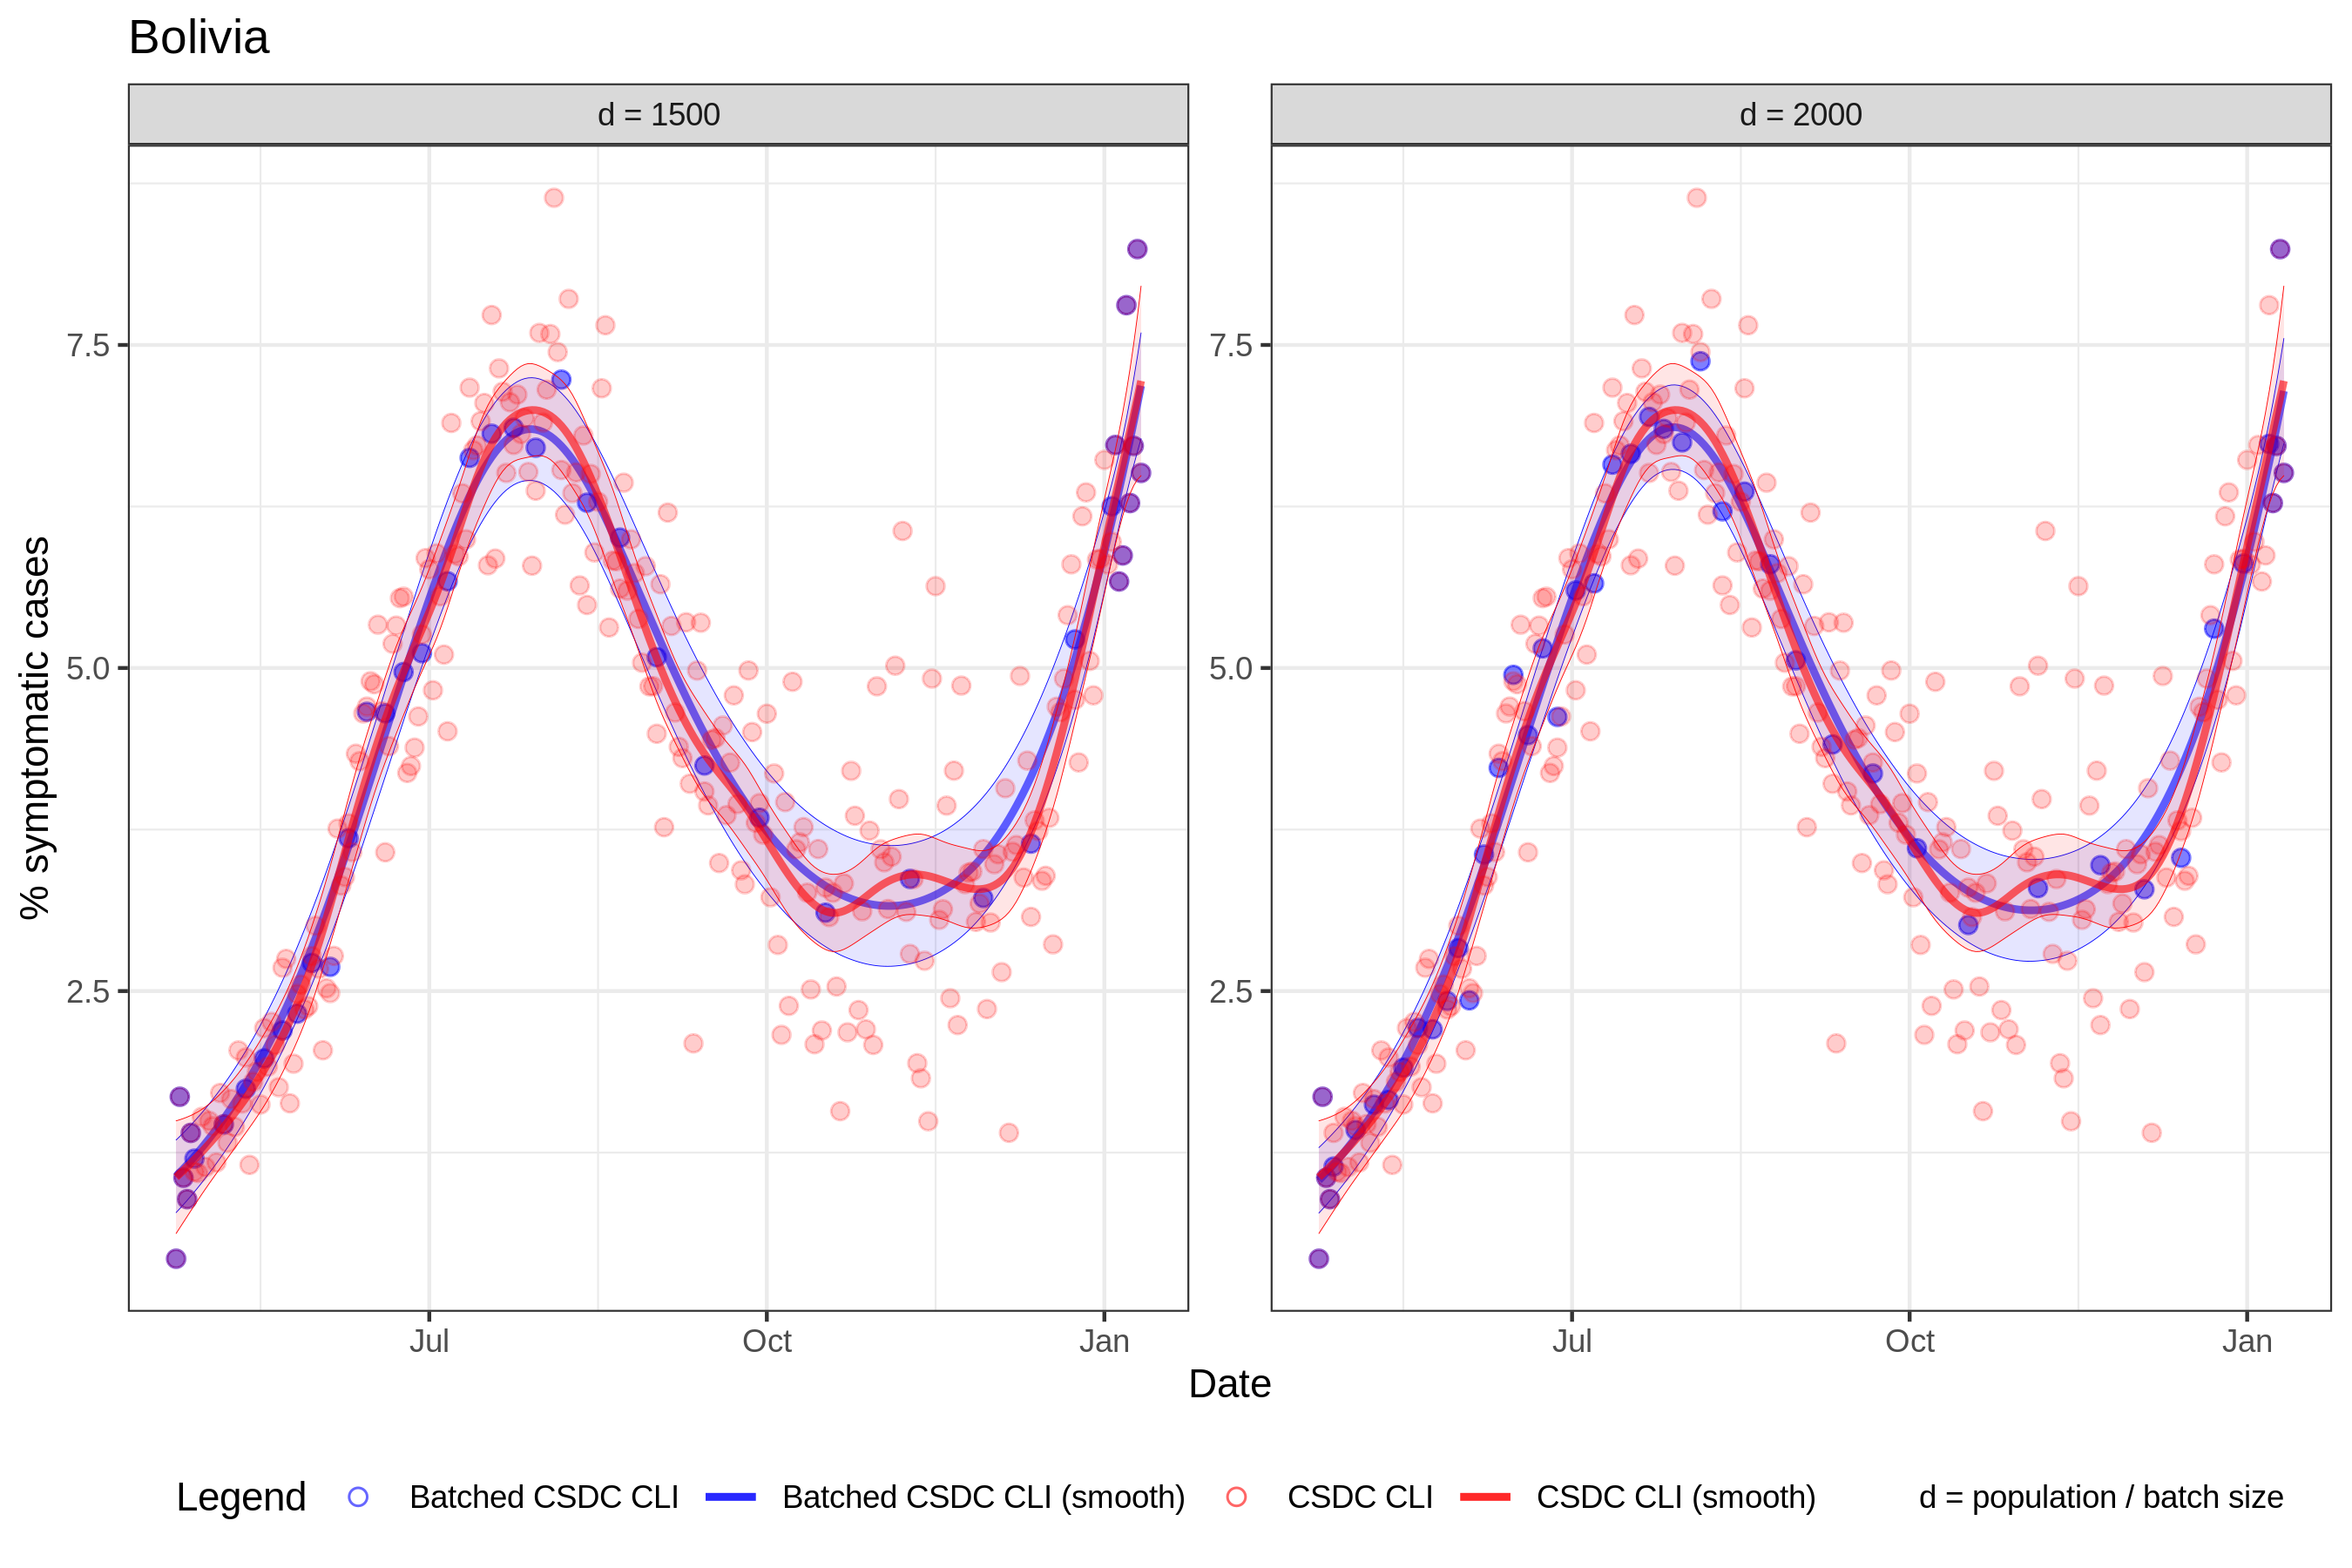 Bolivia
d = 1500
d = 2000
% symptomatic cases
7.5
5.0
2.5
7.5
5.0
2.5
Jul
Oct
Jan
Jul
Oct
Jan
Date
Legend
Batched CSDC CLI
Batched CSDC CLI (smooth)
CSDC CLI
CSDC CLI (smooth)
d = population / batch size